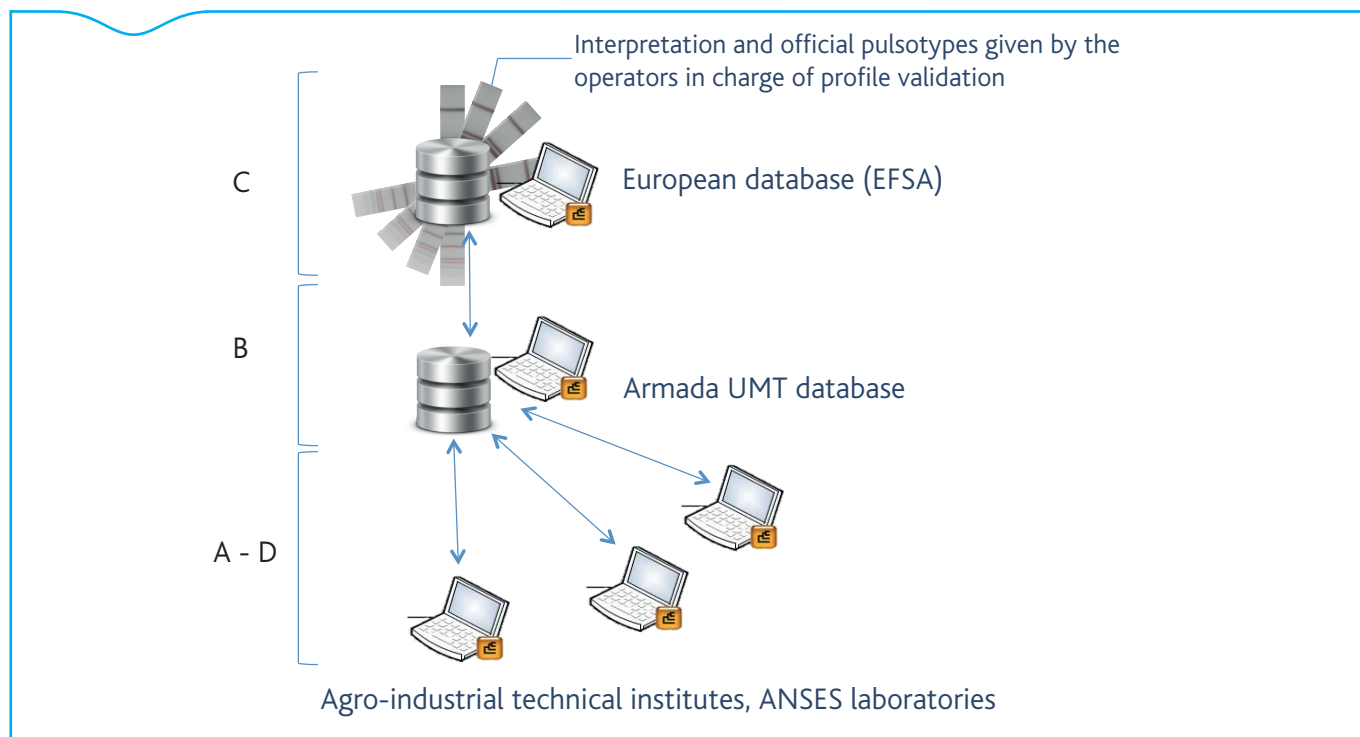 Interpretation and official pulsotypes given by the
operators in charge of profile validation
C
European database (EFSA)
B
Armada UMT database
A - D
Agro-industrial technical institutes, ANSES laboratories